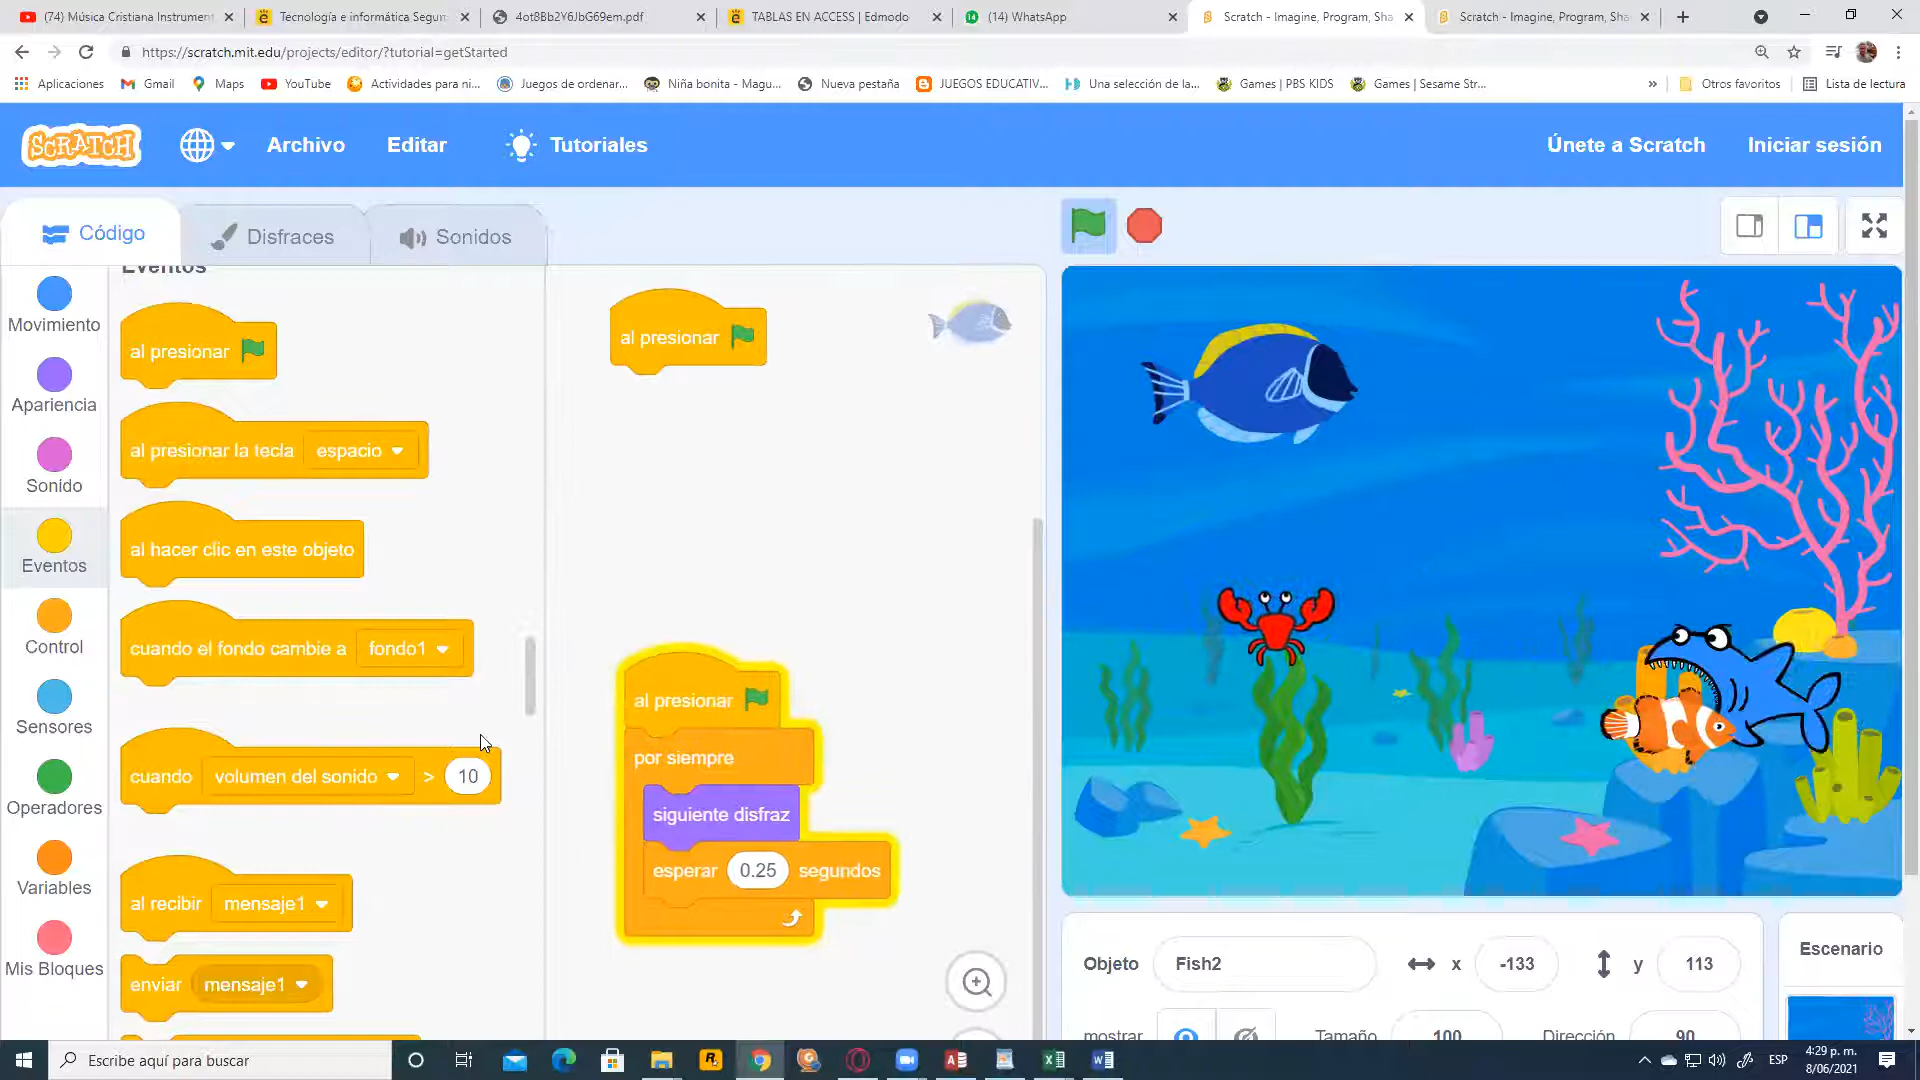 (74) Música Cristiana Instrument
Tecnología e informática Segun
4ot8Bb2Y6JbG69em.pdf
TABLAS EN ACCESS | Edmodo
(14) WhatsApp
Scratch - Imagine, Program, Sha
Scratch - Imagine, Program, Sha
https://scratch.mit.edu/projects/editor/?tutorial=getStarted
Aplicaciones
Gmail
Maps
YouTube
Actividades para ni...
Juegos de ordenar...
Niña bonita - Magu...
Nueva pestaña
JUEGOS EDUCATIV...
Una selección de la...
Games | PBS KIDS
Games | Sesame Str...
»
Otros favoritos
Lista de lectura
SCRATCH
Archivo
Editar
Tutoriales
Únete a Scratch
Iniciar sesión
Código
Disfraces
Sonidos
Movimiento
Apariencia
Sonido
Eventos
Control
Sensores
Operadores
Variables
Mis Bloques
Eventos
al presionar
al presionar la tecla espacio
al hacer clic en este objeto
cuando el fondo cambie a fondo1
cuando volumen del sonido > 10
al recibir mensaje1
enviar mensaje1
al presionar
al presionar
por siempre
siguiente disfraz
esperar 0.25 segundos
Objeto Fish2 x -133 y 113
mostrar Tamaño 100 Dirección 90
Escenario
Escribe aquí para buscar
ESP
4:29 p. m.
8/06/2021